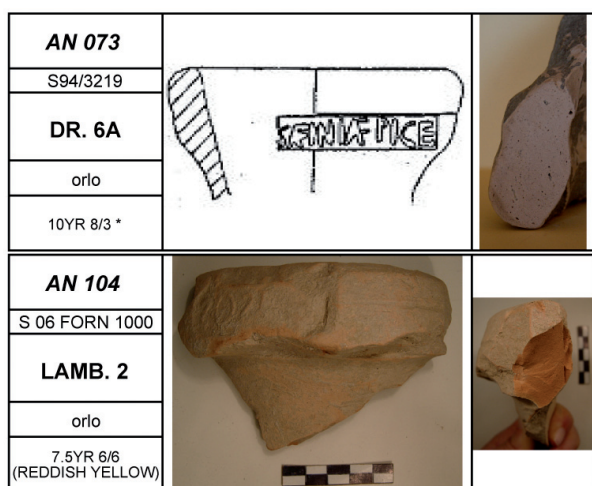 AN 073
S94/3219
DR. 6A
orlo
10YR 8/3 *
AN 104
S 06 FORN 1000
LAMB. 2
orlo
7.5YR 6/6
(REDDISH YELLOW)